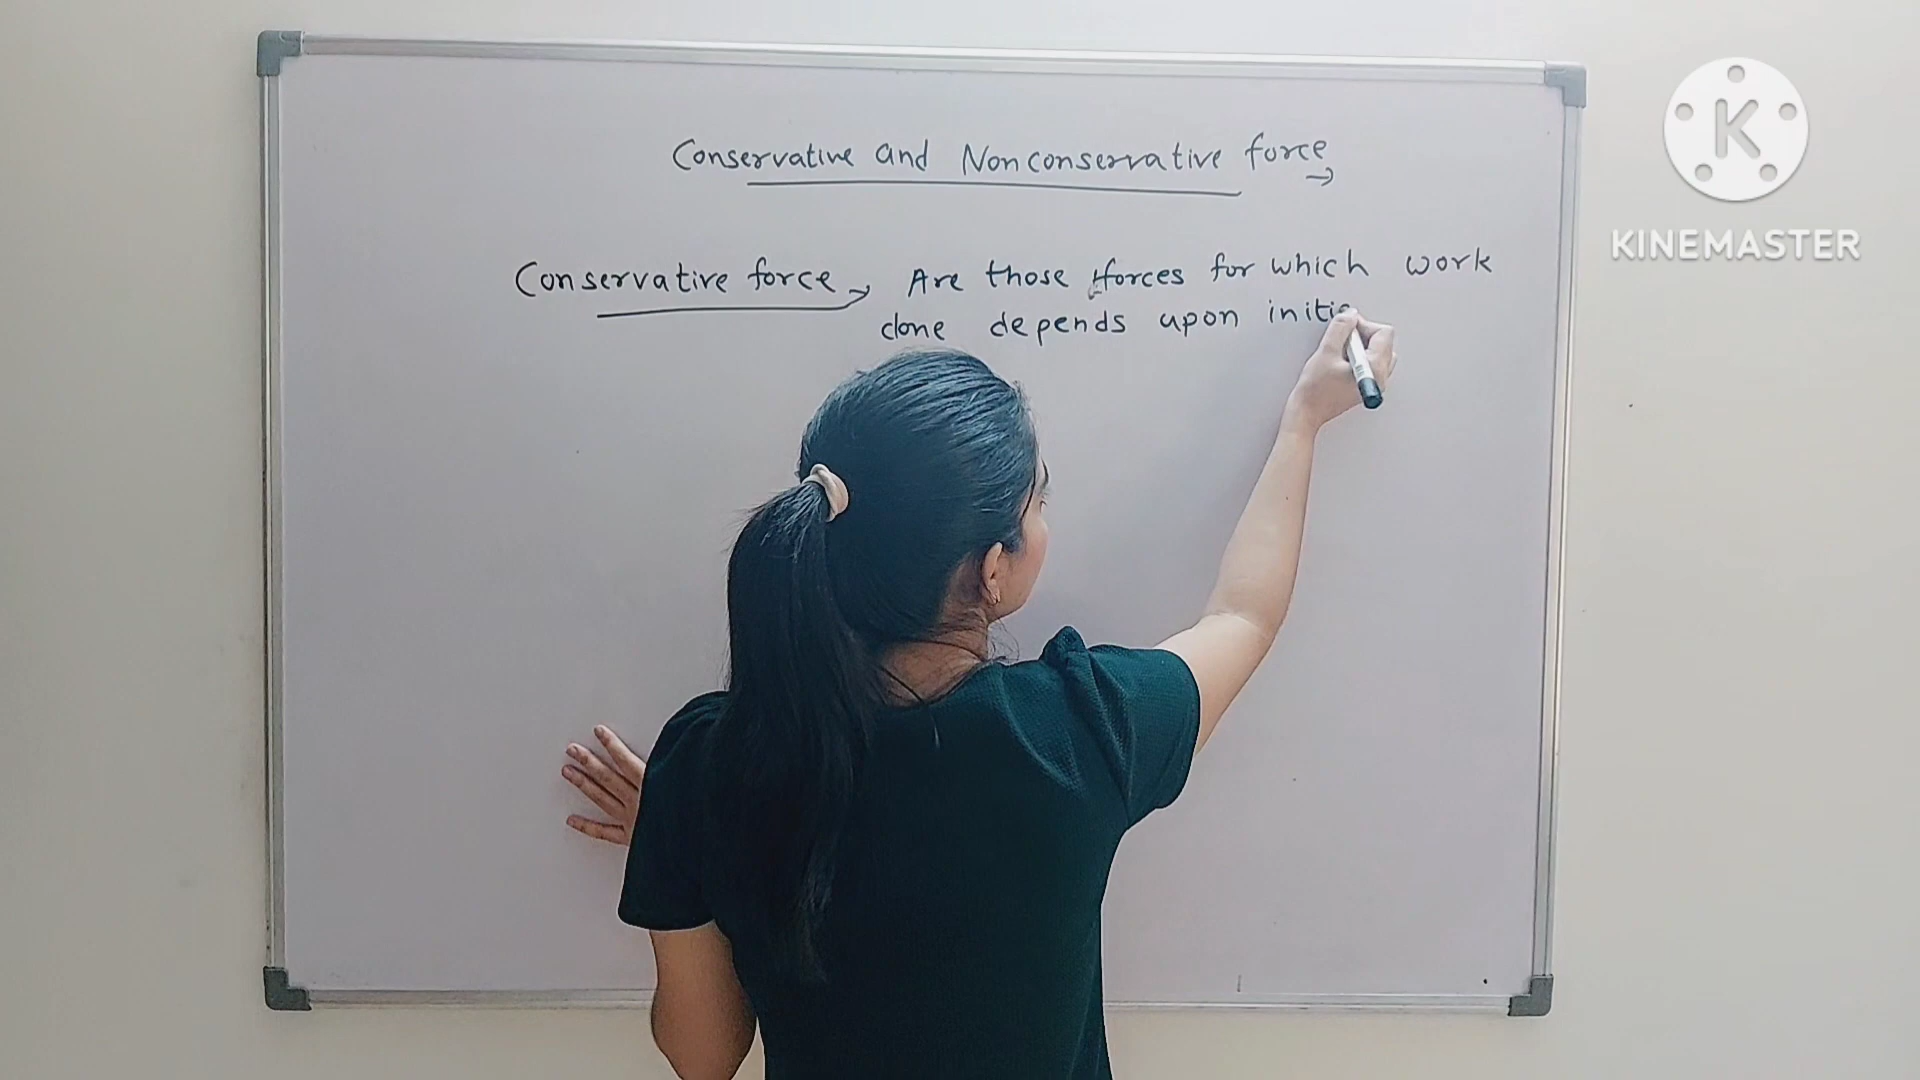 Conservative and Nonconservative force
Conservative force → Are those forces for which work
done depends upon
KINEMASTER